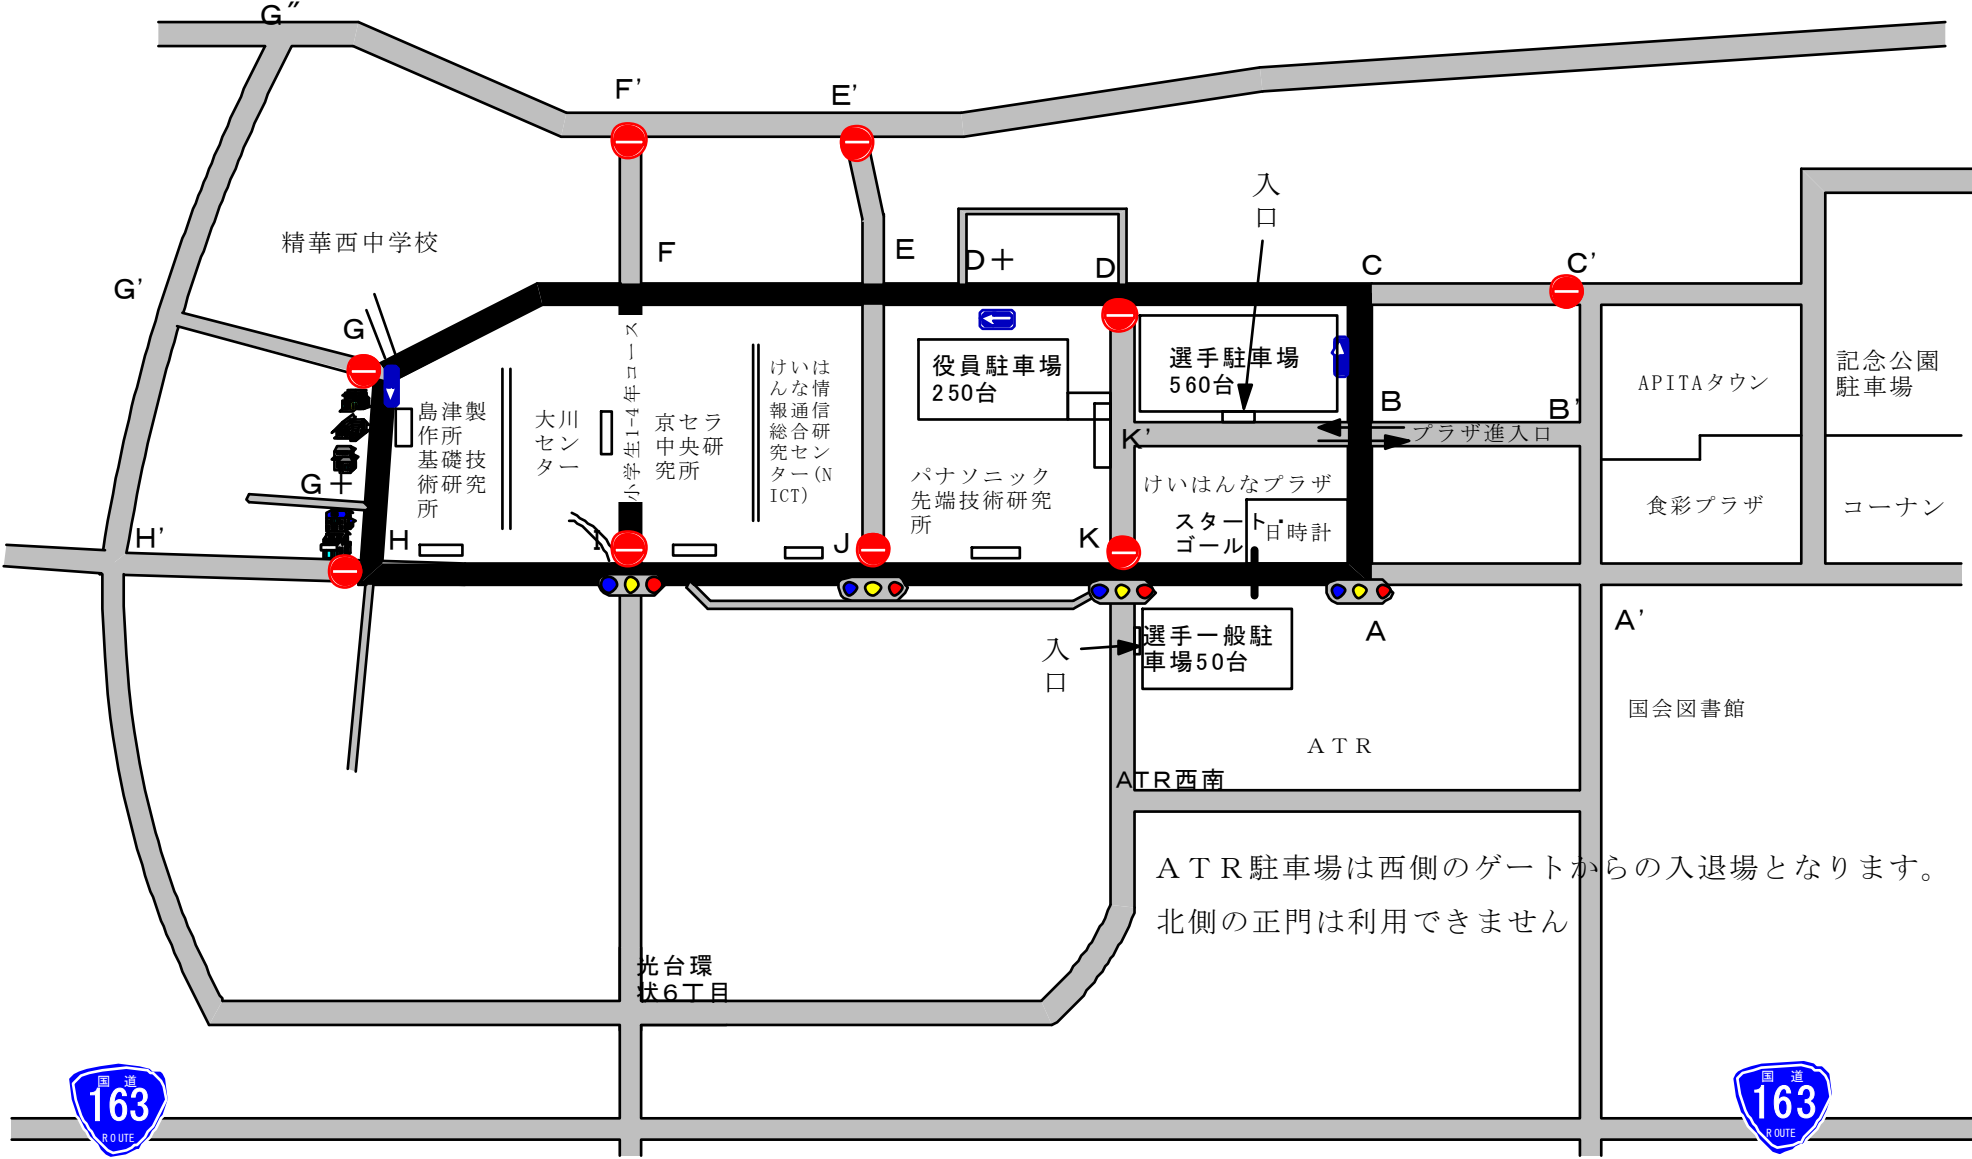 G″
F'
E'
入
口
精華西中学校
F
E
D＋
D
C
C'
G'
G
小学生1-4年コース
けいは
んな情
報通信
総合研
究センター(N
ICT)
役員駐車場
250台
選手駐車場
560台
APITAタウン
記念公園
駐車場
島津製
作所
基礎技
術研究
所
大川
セン
ター
京セラ
中央研
究所
B
B'
K'
プラザ進入口
パナソニック
先端技術研究
所
けいはんなプラザ
G＋
食彩プラザ
コーナン
スタート・
ゴール
日時計
H'
H
I
J
K
A
A'
入
口
選手一般駐
車場50台
国会図書館
ATR
ATR西南
ATR駐車場は西側のゲートからの入退場となります。
北側の正門は利用できません
光台環
状6丁目
国道
163
ROUTE
国道
163
ROUTE